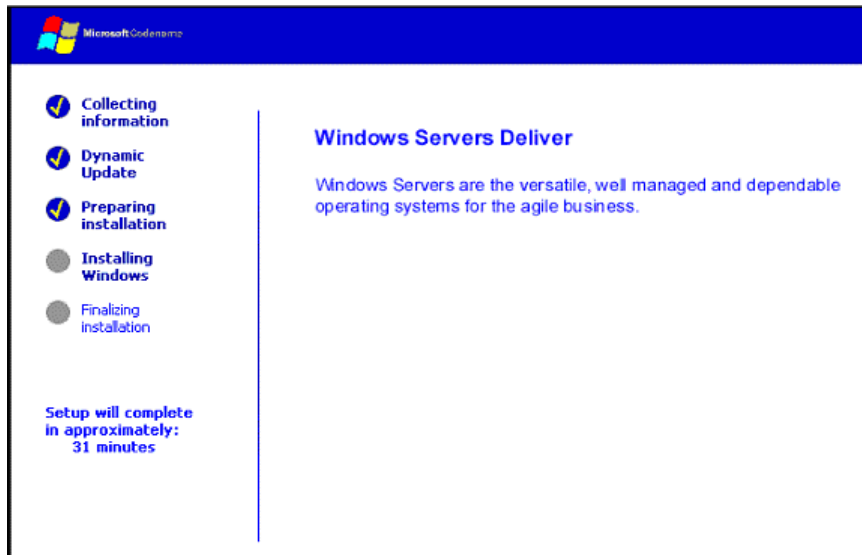 Microsoft Codename
Collecting
information
Dynamic
Update
Preparing
installation
Installing
Windows
Finalizing
installation
Setup will complete
in approximately:
31 minutes
Windows Servers Deliver
Windows Servers are the versatile, well managed and dependable
operating systems for the agile business.